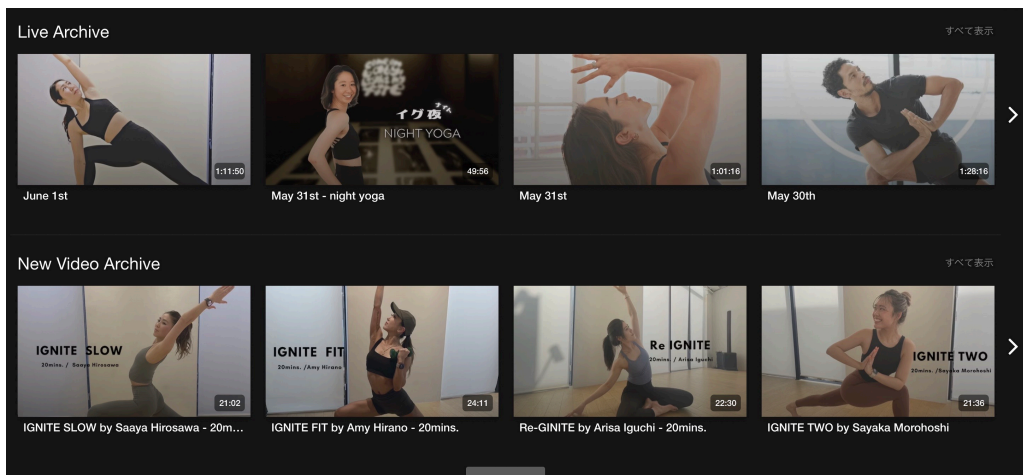 Live Archive
すべて表示
1:11:50
イグ夜
ナイト
NIGHT YOGA
49:56
1:01:16
1:28:16
June 1st
May 31st - night yoga
May 31st
May 30th
New Video Archive
すべて表示
IGNITE SLOW
20mins. / Saaya Hirosawa
21:02
IGNITE FIT
20mins. /Amy Hirano
24:11
Re IGNITE
20mins. / Arisa Iguchi
22:30
IGNITE TWO
20mins. /Sayaka Morohoshi
21:36
IGNITE SLOW by Saaya Hirosawa - 20m...
IGNITE FIT by Amy Hirano - 20mins.
Re-GINITE by Arisa Iguchi - 20mins.
IGNITE TWO by Sayaka Morohoshi